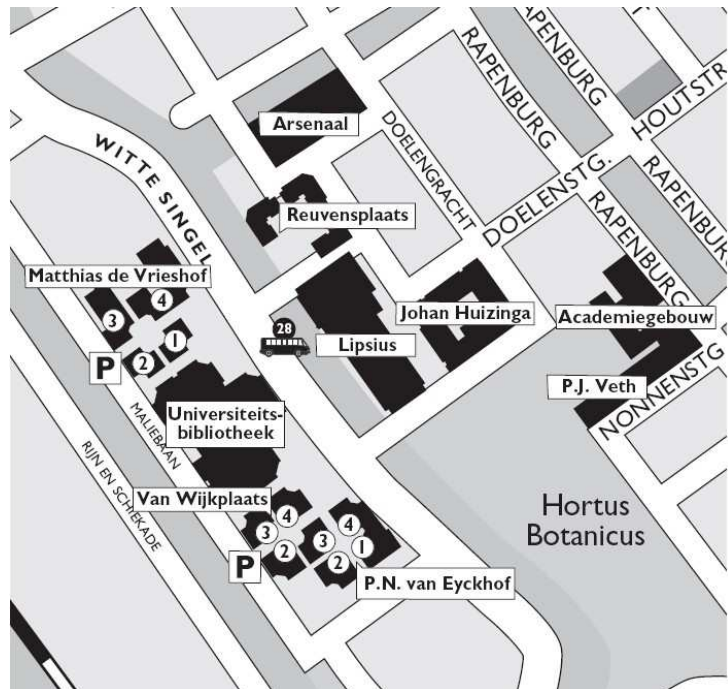 RAPENBURG
RAPENBURG
HOUTSTR
Arsenaal
DOELENGRACHT
DOELENSTG.
WITTE SINGEL
Reuvensplaats
RAPENBURG
RAPENBURG
Matthias de Vrieshof
4
3
1
2
P
28
Johan Huizinga
Academiegebouw
Lipsius
P.J. Veth
NONNENSTG
MALIEBAAN
Universiteits-
bibliotheek
RIJN EN SCHIEKADE
Van Wijkplaats
4
3
2
P
4
3
1
2
Hortus
Botanicus
P.N. van Eyckhof